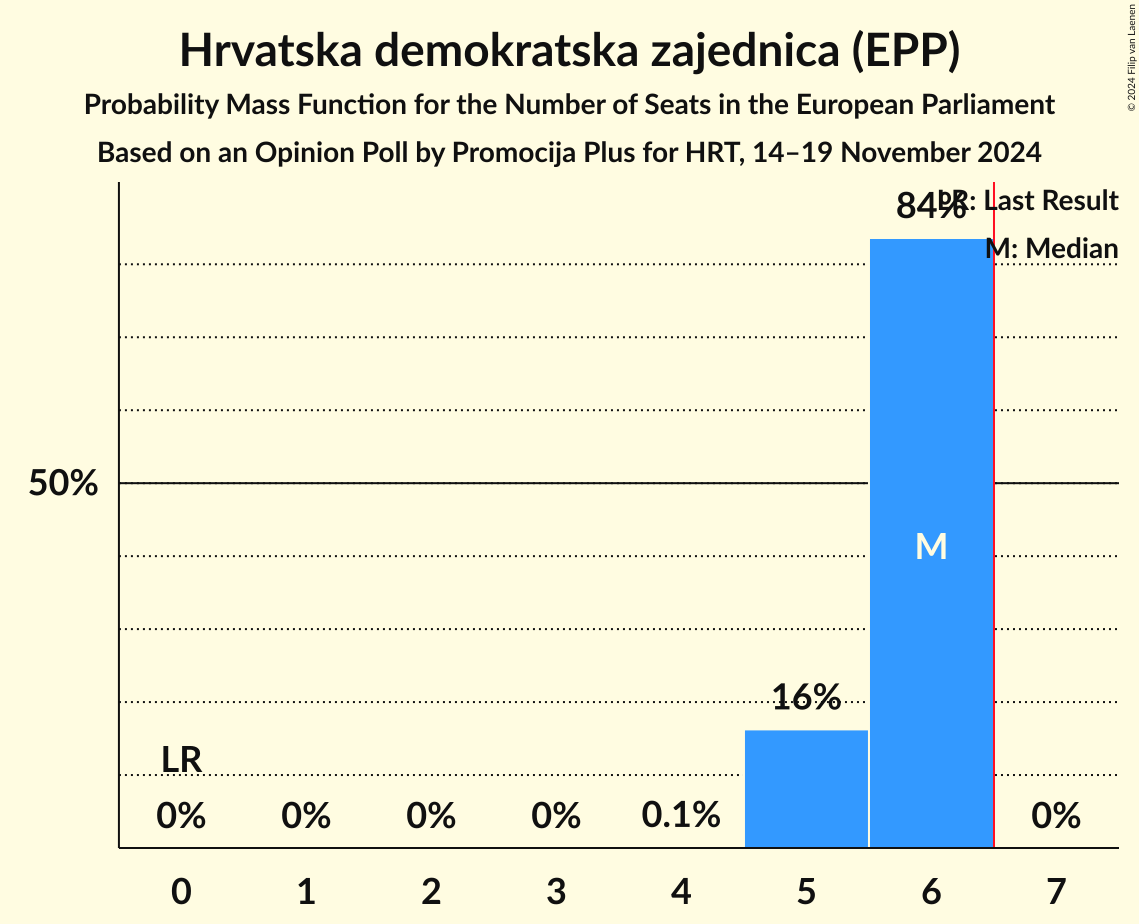 Hrvatska demokratska zajednica (EPP)
Probability Mass Function for the Number of Seats in the European Parliament
Based on an Opinion Poll by Promocija Plus for HRT, 14–19 November 2024
© 2024 Filip van Laenen
LR: Last Result
M: Median
84%
50%
M
16%
LR
0% 0% 0% 0% 0.1% 0%
0 1 2 3 4 5 6 7